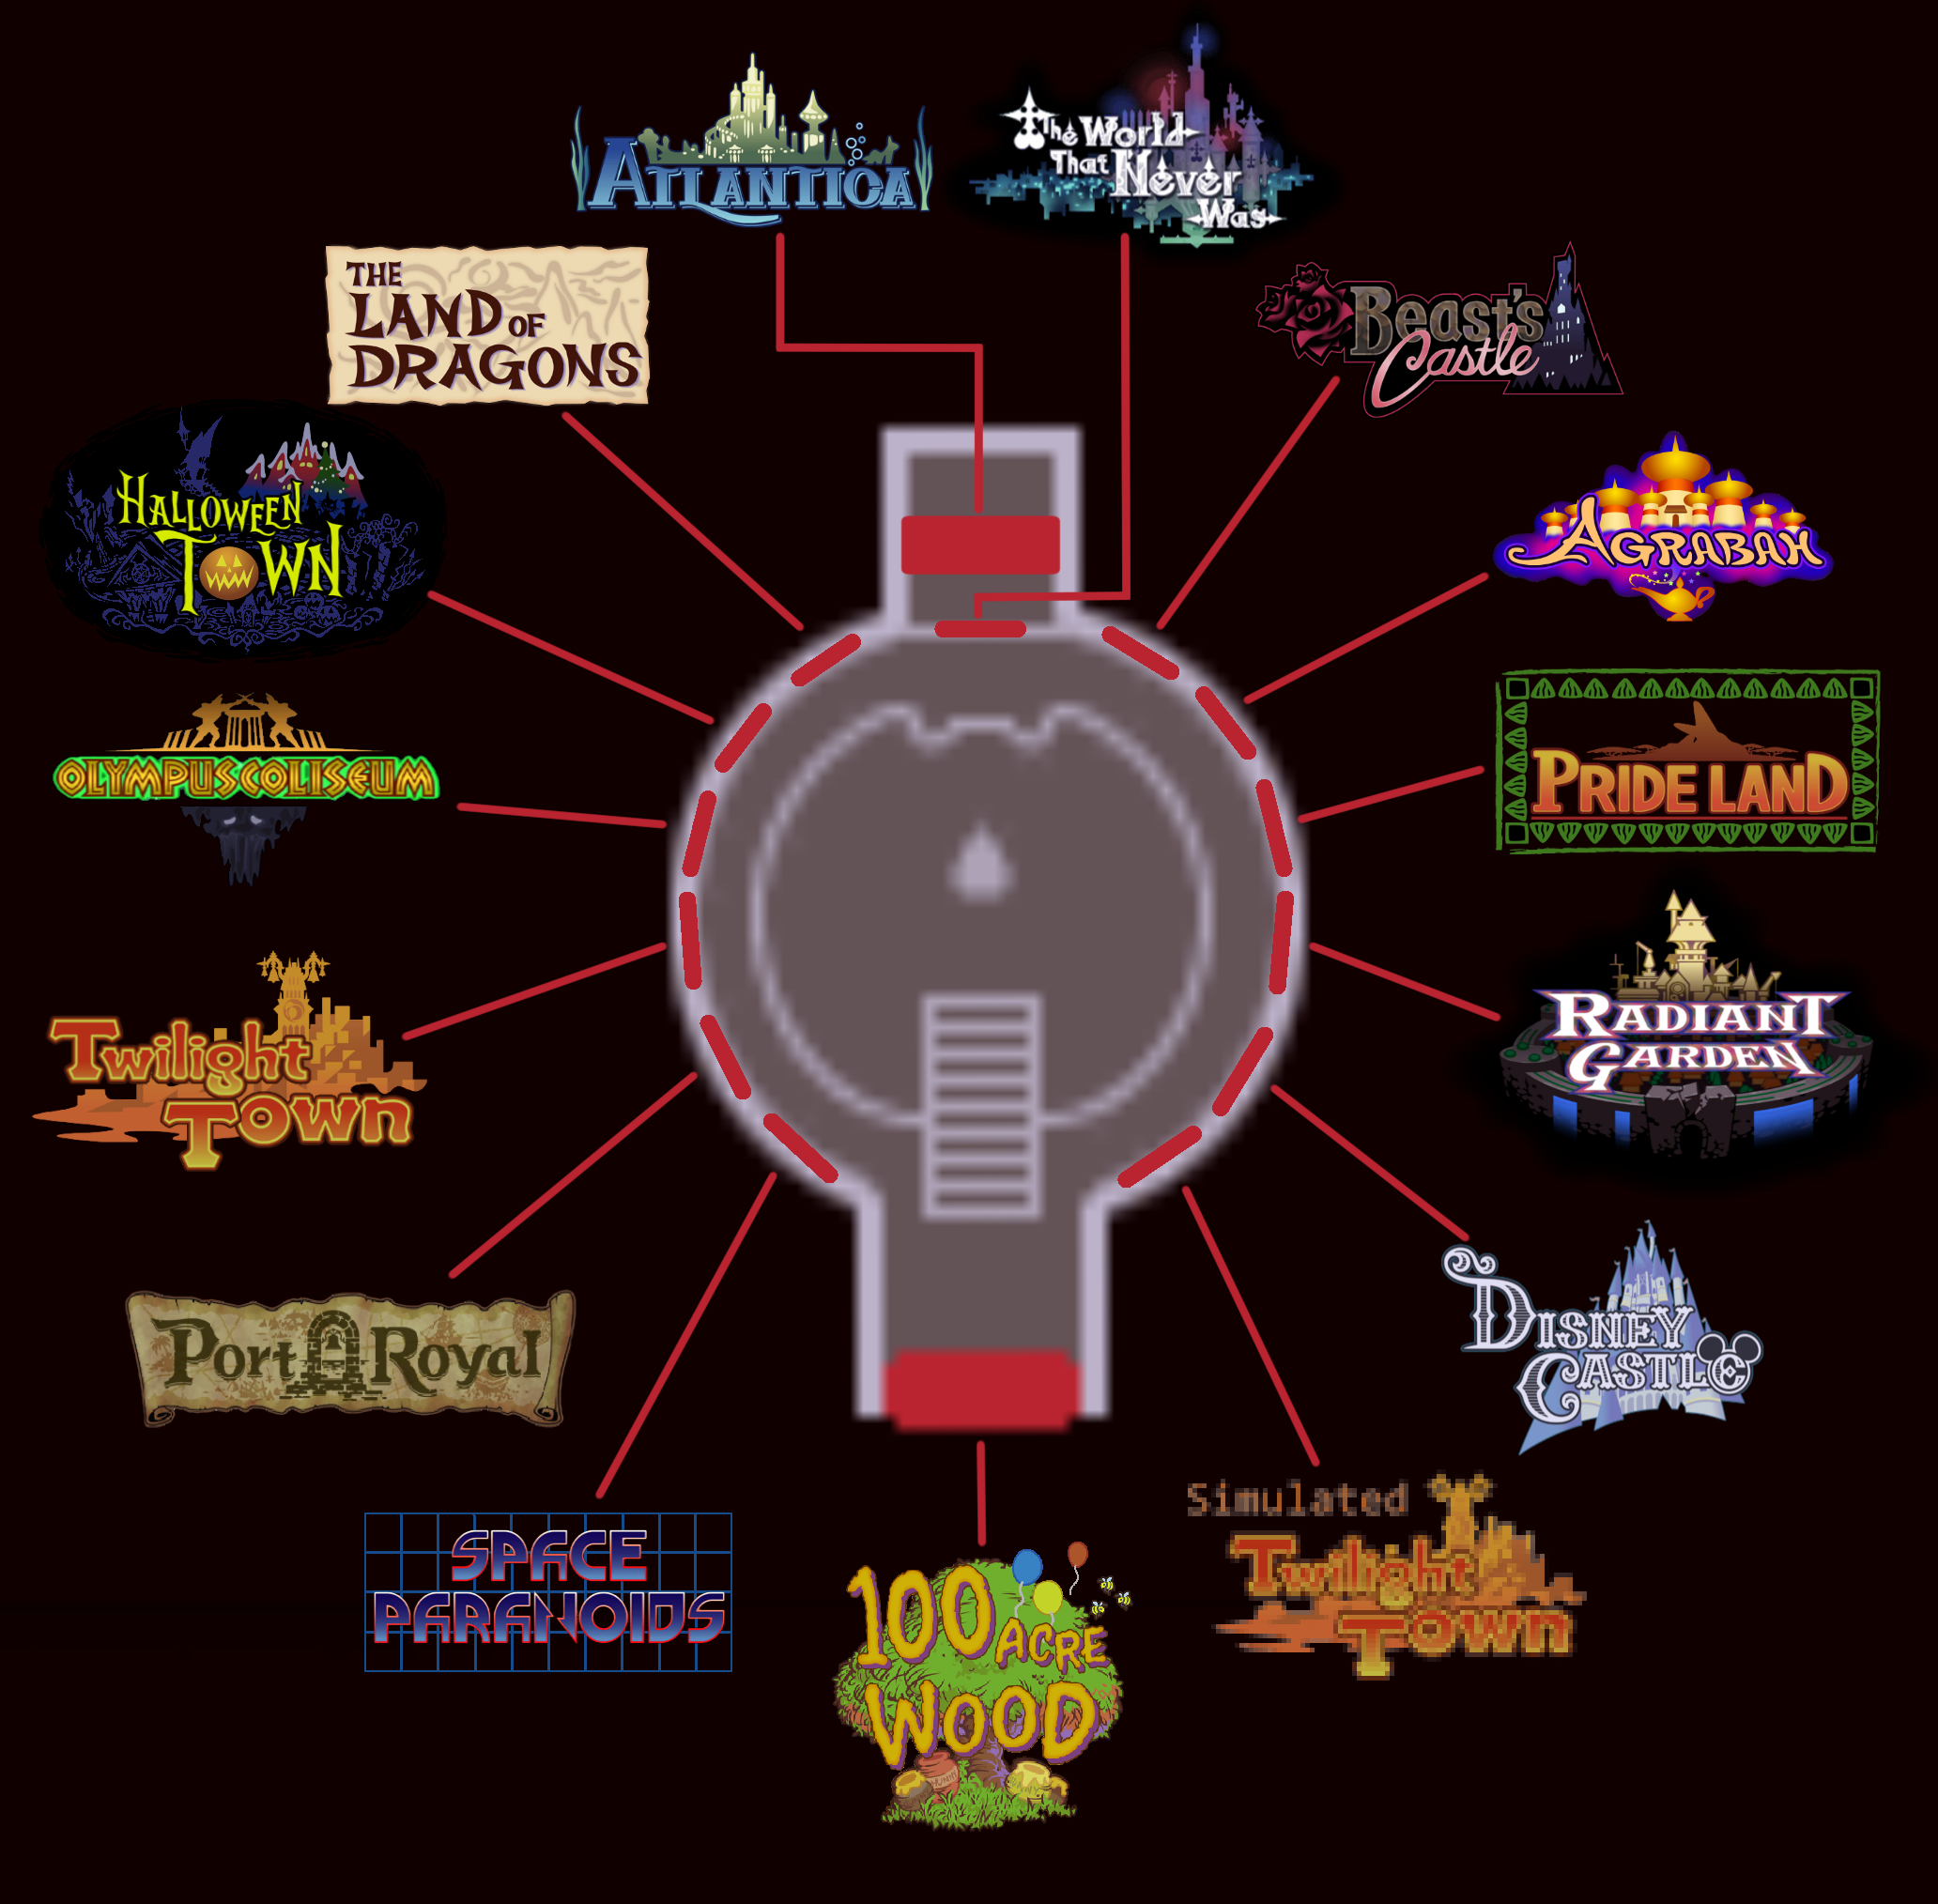 ATLANTICA
The World
That Never
Was
THE
LAND OF
DRAGONS
Beast's
Castle
HALLOWEEN
TOWN
AGRABAH
OLYMPUS COLISEUM
PRIDE LAND
Twilight
Town
RADIANT
GARDEN
Port Royal
DISNEY
CASTLE
SPACE
PARANOIDS
100 ACRE
WOOD
HUNNY
Simulated
Twilight
Town